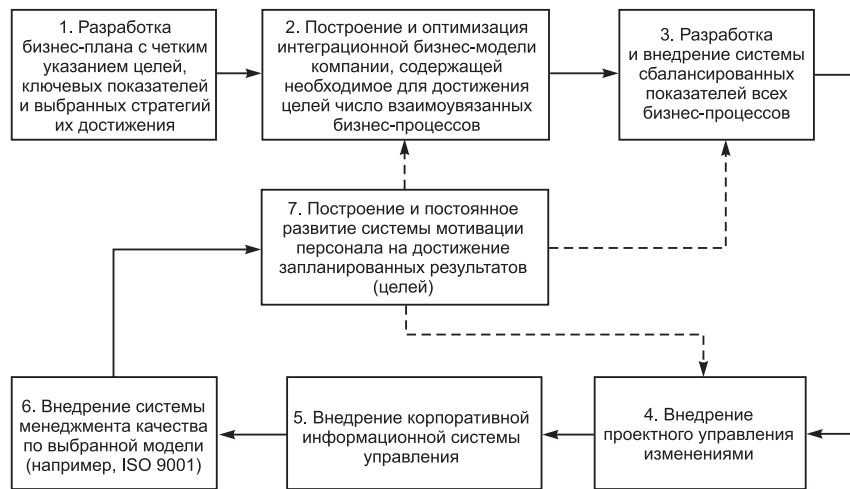 1. Разработка
бизнес-плана с четким
указанием целей,
ключевых показателей
и выбранных стратегий
их достижения
2. Построение и оптимизация
интеграционной бизнес-модели
компании, содержащей
необходимое для достижения
целей число взаимоувязанных
бизнес-процессов
3. Разработка
и внедрение системы
сбалансированных
показателей всех
бизнес-процессов
7. Построение и постоянное
развитие системы мотивации
персонала на достижение
запланированных результатов
(целей)
6. Внедрение системы
менеджмента качества
по выбранной модели
(например, ISO 9001)
5. Внедрение корпоративной
информационной системы
управления
4. Внедрение
проектного управления
изменениями